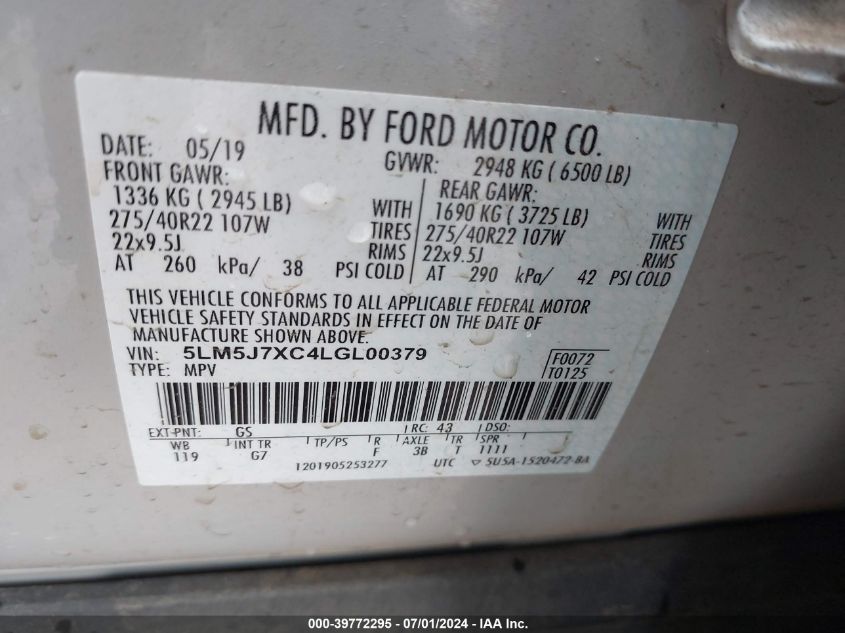 MFD. BY FORD MOTOR CO.
DATE: 05/19 GVWR: 2948 KG ( 6500 LB)
FRONT GAWR: REAR GAWR:
1336 KG ( 2945 LB) WITH 1690 KG ( 3725 LB) WITH
275/40R22 107W TIRES 275/40R22 107W TIRES
22x9.5J RIMS 22x9.5J RIMS
AT 260 kPa/ 38 PSI COLD AT 290 kPa/ 42 PSI COLD
THIS VEHICLE CONFORMS TO ALL APPLICABLE FEDERAL MOTOR
VEHICLE SAFETY STANDARDS IN EFFECT ON THE DATE OF
MANUFACTURE SHOWN ABOVE.
VIN: 5LM5J7XC4LGL00379 F0072
TYPE: MPV T0125
EXT-PNT: GS RC: 43 DSO:
WB INT TR TP/PS R AXLE TR SPR
119 G7 F 3B T 1111
1201905253277 UTC ▽ 5U5A-1520472-BA
000-39772295 - 07/01/2024 - IAA Inc.